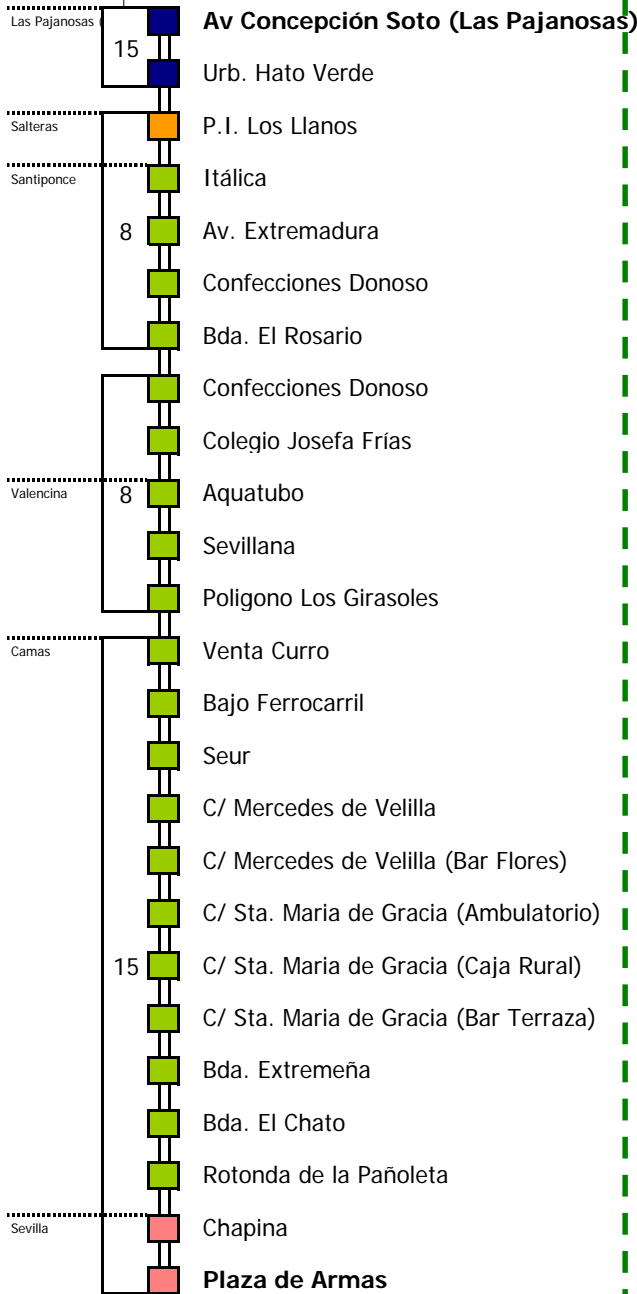 Las Pajanosas (
15
Av Concepción Soto (Las Pajanosas)
Urb. Hato Verde
Salteras
P.I. Los Llanos
Santiponce
Itálica
8
Av. Extremadura
Confecciones Donoso
Bda. El Rosario
Confecciones Donoso
Colegio Josefa Frías
Valencina
8
Aquatubo
Sevillana
Poligono Los Girasoles
Camas
Venta Curro
Bajo Ferrocarril
Seur
C/ Mercedes de Velilla
C/ Mercedes de Velilla (Bar Flores)
C/ Sta. Maria de Gracia (Ambulatorio)
15
C/ Sta. Maria de Gracia (Caja Rural)
C/ Sta. Maria de Gracia (Bar Terraza)
Bda. Extremeña
Bda. El Chato
Rotonda de la Pañoleta
Sevilla
Chapina
Plaza de Armas